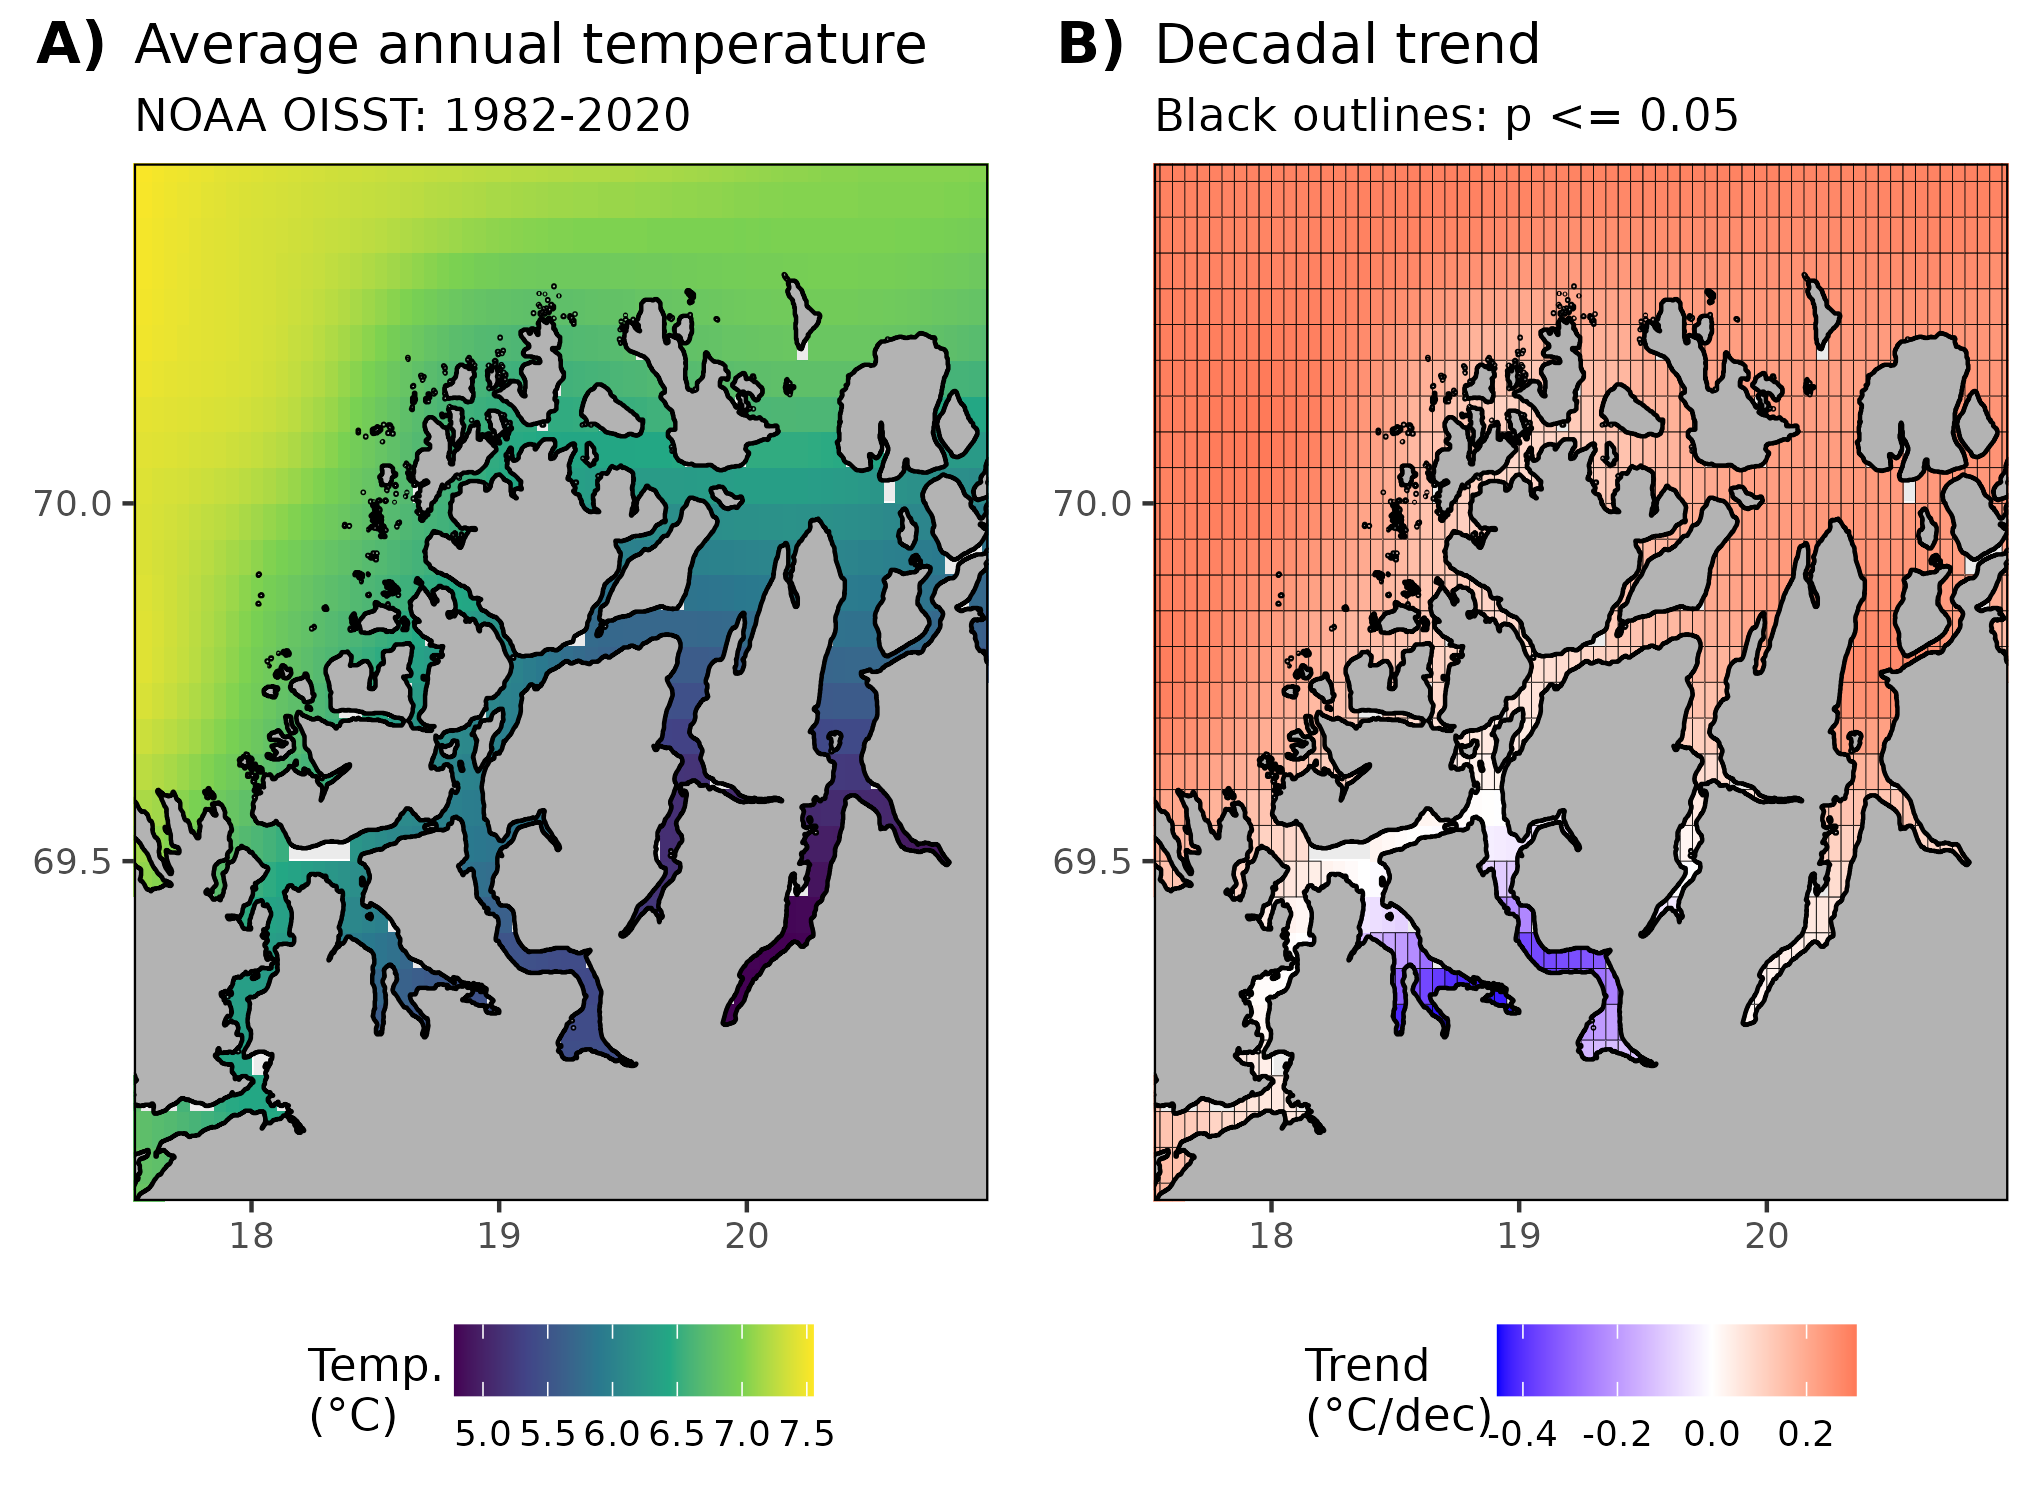 A) Average annual temperature
NOAA OISST: 1982-2020
70.0
69.5
18 19 20
Temp.
(°C)
5.0 5.5 6.0 6.5 7.0 7.5
B) Decadal trend
Black outlines: p <= 0.05
70.0
69.5
18 19 20
Trend
(°C/dec)
-0.4 -0.2 0.0 0.2